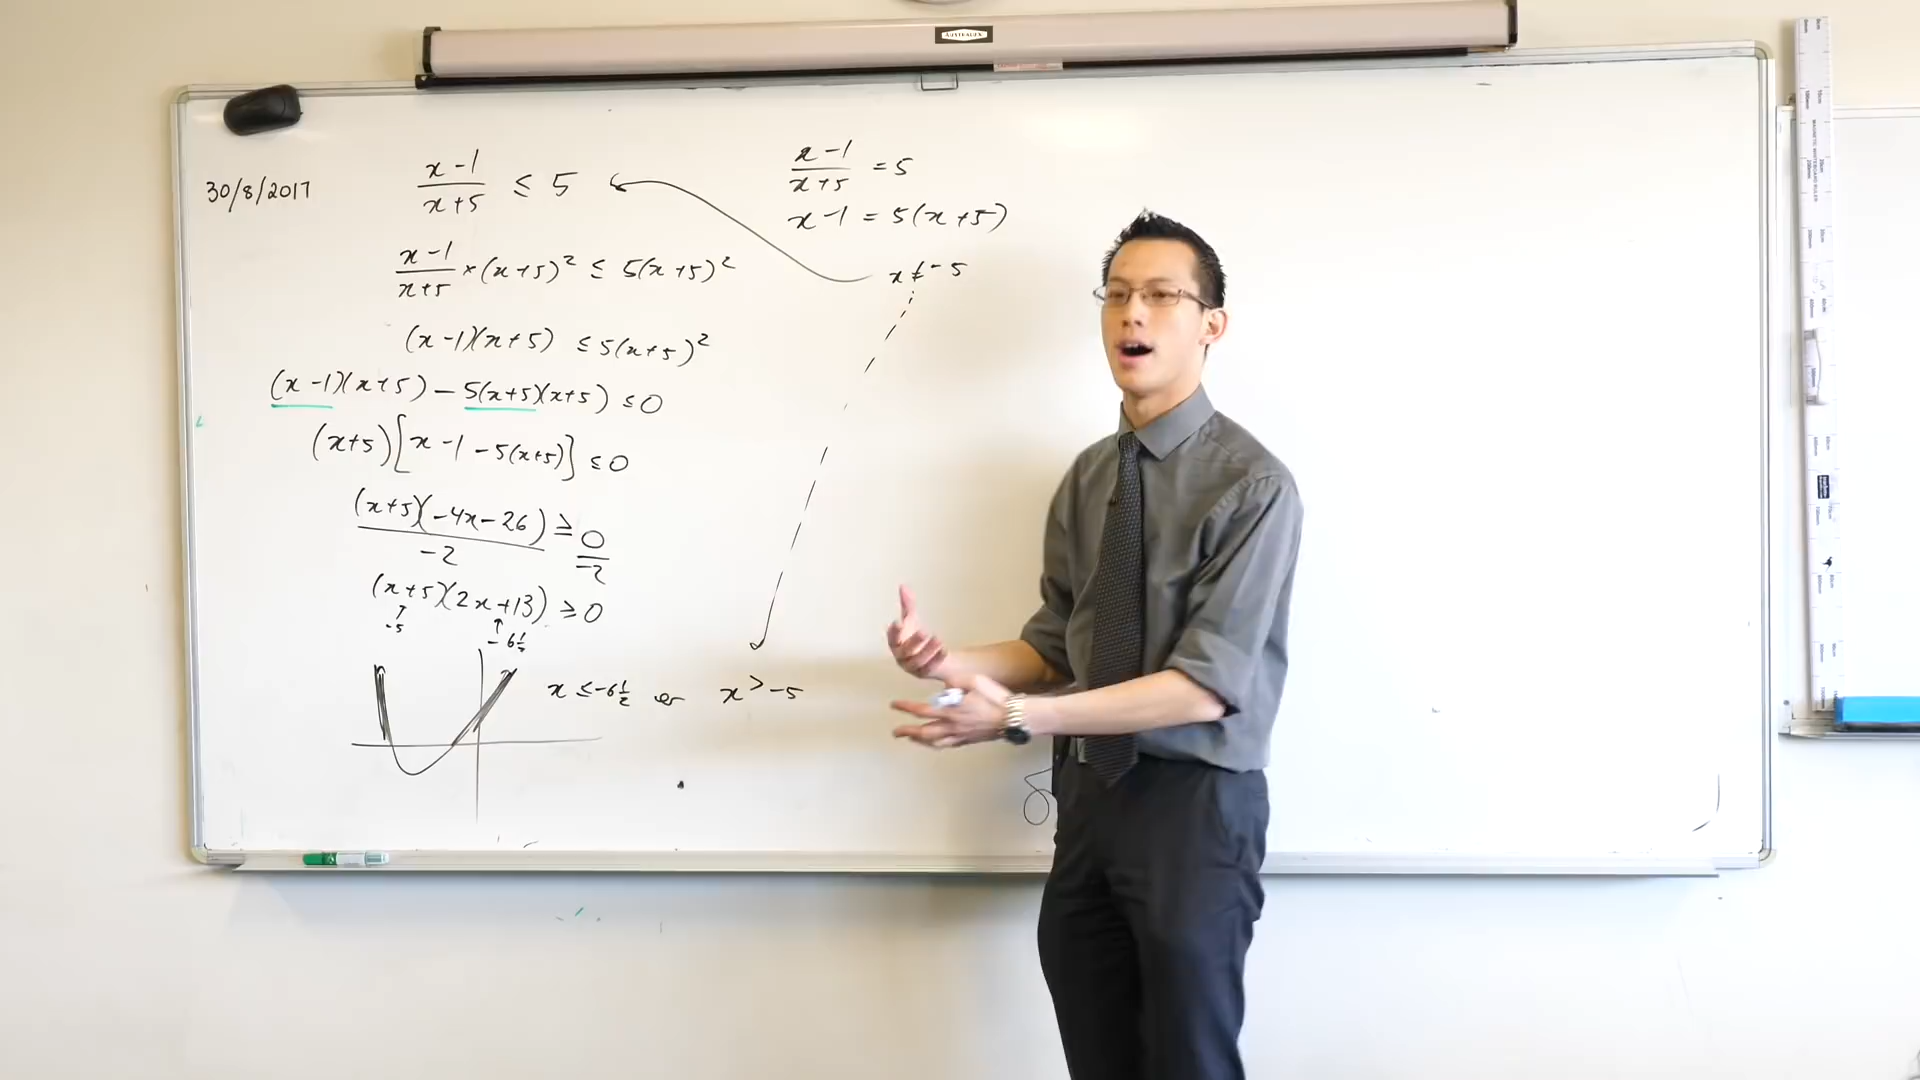 AUSTRALEX
30/8/2017
x-1/x+5 ≤ 5
x-1/x+5 × (x+5)² ≤ 5(x+5)²
(x-1)(x+5) ≤ 5(x+5)²
(x-1)(x+5) - 5(x+5)(x+5) ≤ 0
(x+5)[x-1-5(x+5)] ≤ 0
(x+5)(-4x-26)/-2 ≥ 0/-2
(x+5)(2x+13) ≥ 0
-5 -6½
x ≤ -6½ or x > -5
x-1/x+5 = 5
x-1 = 5(x+5)
x ≠ -5